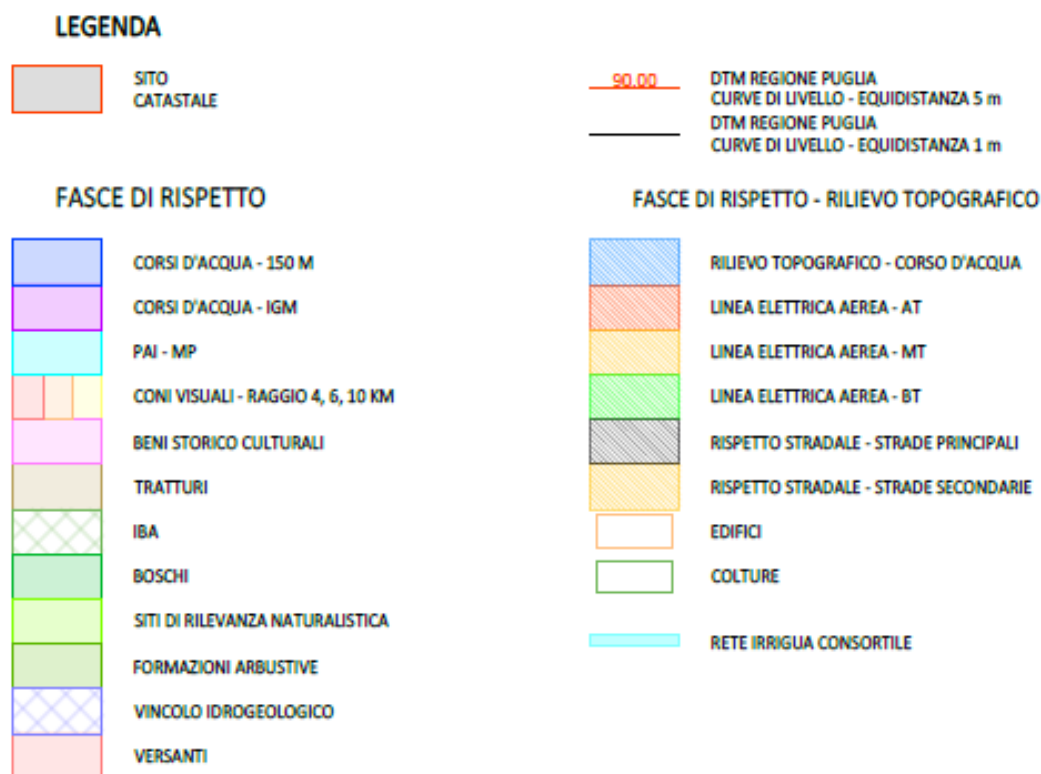 LEGENDA
SITO
CATASTALE
90.00
DTM REGIONE PUGLIA
CURVE DI LIVELLO - EQUIDISTANZA 5 m
DTM REGIONE PUGLIA
CURVE DI LIVELLO - EQUIDISTANZA 1 m
FASCE DI RISPETTO
CORSI D'ACQUA - 150 M
CORSI D'ACQUA - IGM
PAI - MP
CONI VISUALI - RAGGIO 4, 6, 10 KM
BENI STORICO CULTURALI
TRATTURI
IBA
BOSCHI
SITI DI RILEVANZA NATURALISTICA
FORMAZIONI ARBUSTIVE
VINCOLO IDROGEOLOGICO
VERSANTI
FASCE DI RISPETTO - RILIEVO TOPOGRAFICO
RILIEVO TOPOGRAFICO - CORSO D'ACQUA
LINEA ELETTRICA AEREA - AT
LINEA ELETTRICA AEREA - MT
LINEA ELETTRICA AEREA - BT
RISPETTO STRADALE - STRADE PRINCIPALI
RISPETTO STRADALE - STRADE SECONDARIE
EDIFICI
COLTURE
RETE IRRIGUA CONSORTILE